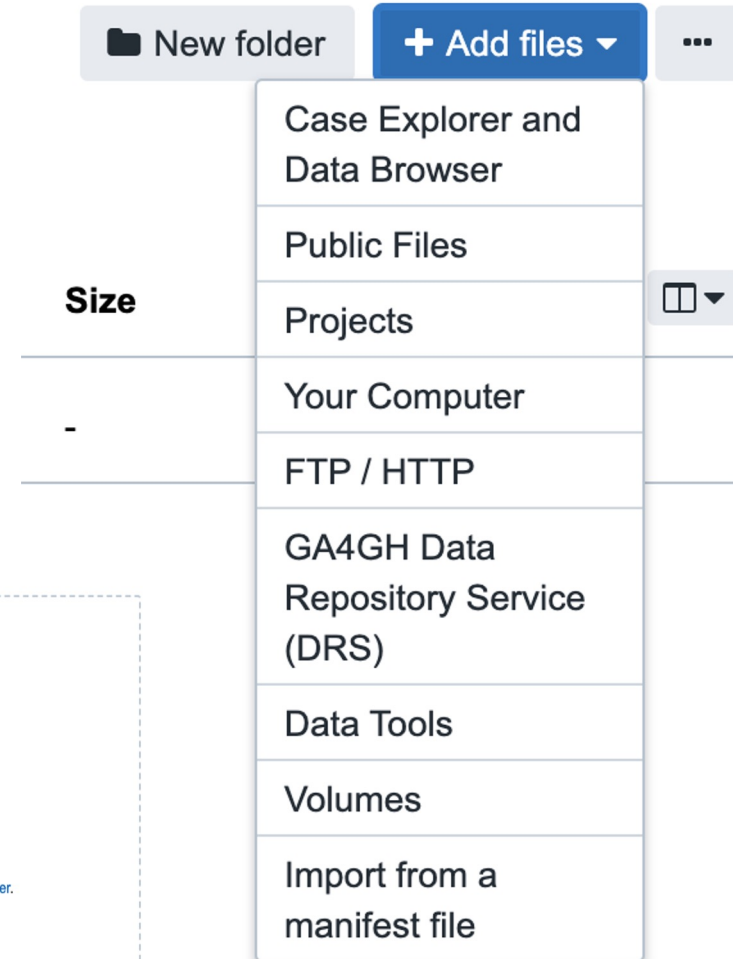 New folder
+ Add files
Case Explorer and
Data Browser
Public Files
Size
Projects
Your Computer
-
FTP / HTTP
GA4GH Data
Repository Service
(DRS)
Data Tools
Volumes
Import from a
er.
manifest file